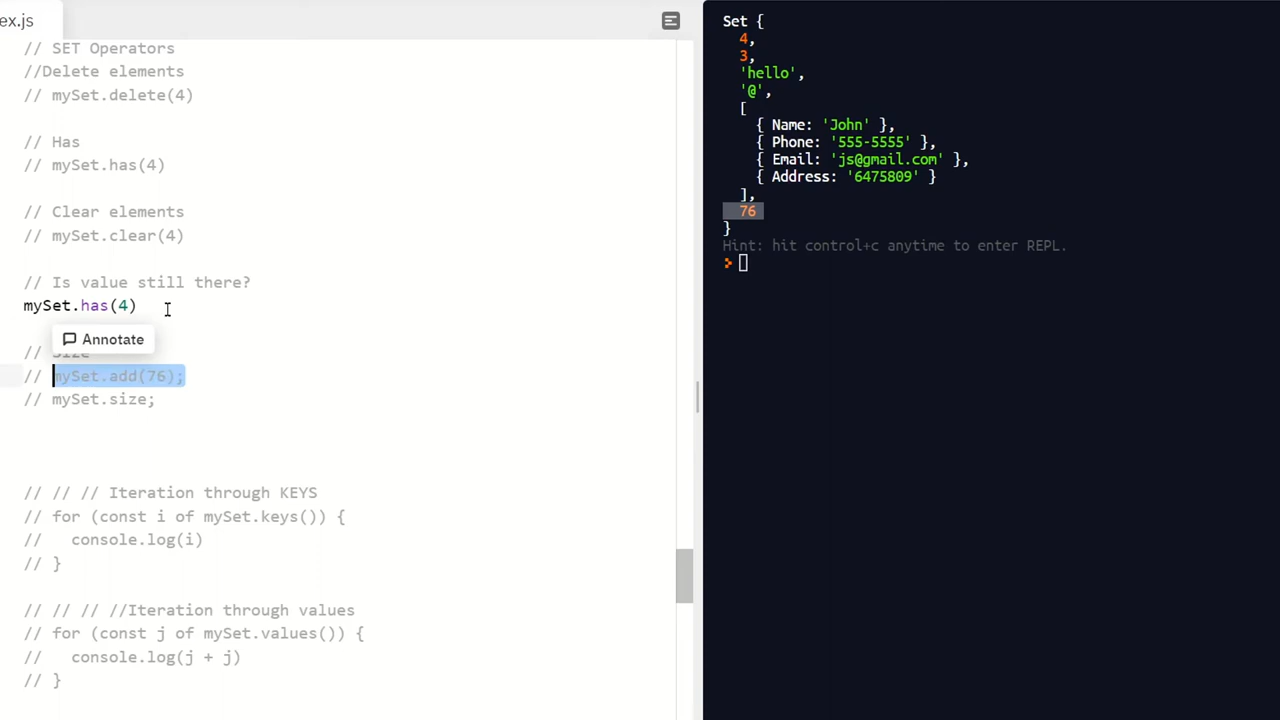 ex.js
// SET Operators
//Delete elements
// mySet.delete(4)
// Has
// mySet.has(4)
// Clear elements
// mySet.clear(4)
// Is value still there?
mySet.has(4)
Annotate
// Size
// mySet.add(76);
// mySet.size;
// // // Iteration through KEYS
// for (const i of mySet.keys()) {
//   console.log(i)
// }
// // // //Iteration through values
// for (const j of mySet.values()) {
//   console.log(j + j)
// }
Set {
  4,
  3,
  'hello',
  '@',
  [
    { Name: 'John' },
    { Phone: '555-5555' },
    { Email: 'js@gmail.com' },
    { Address: '6475809' }
  ],
  76
}
Hint: hit control+c anytime to enter REPL.